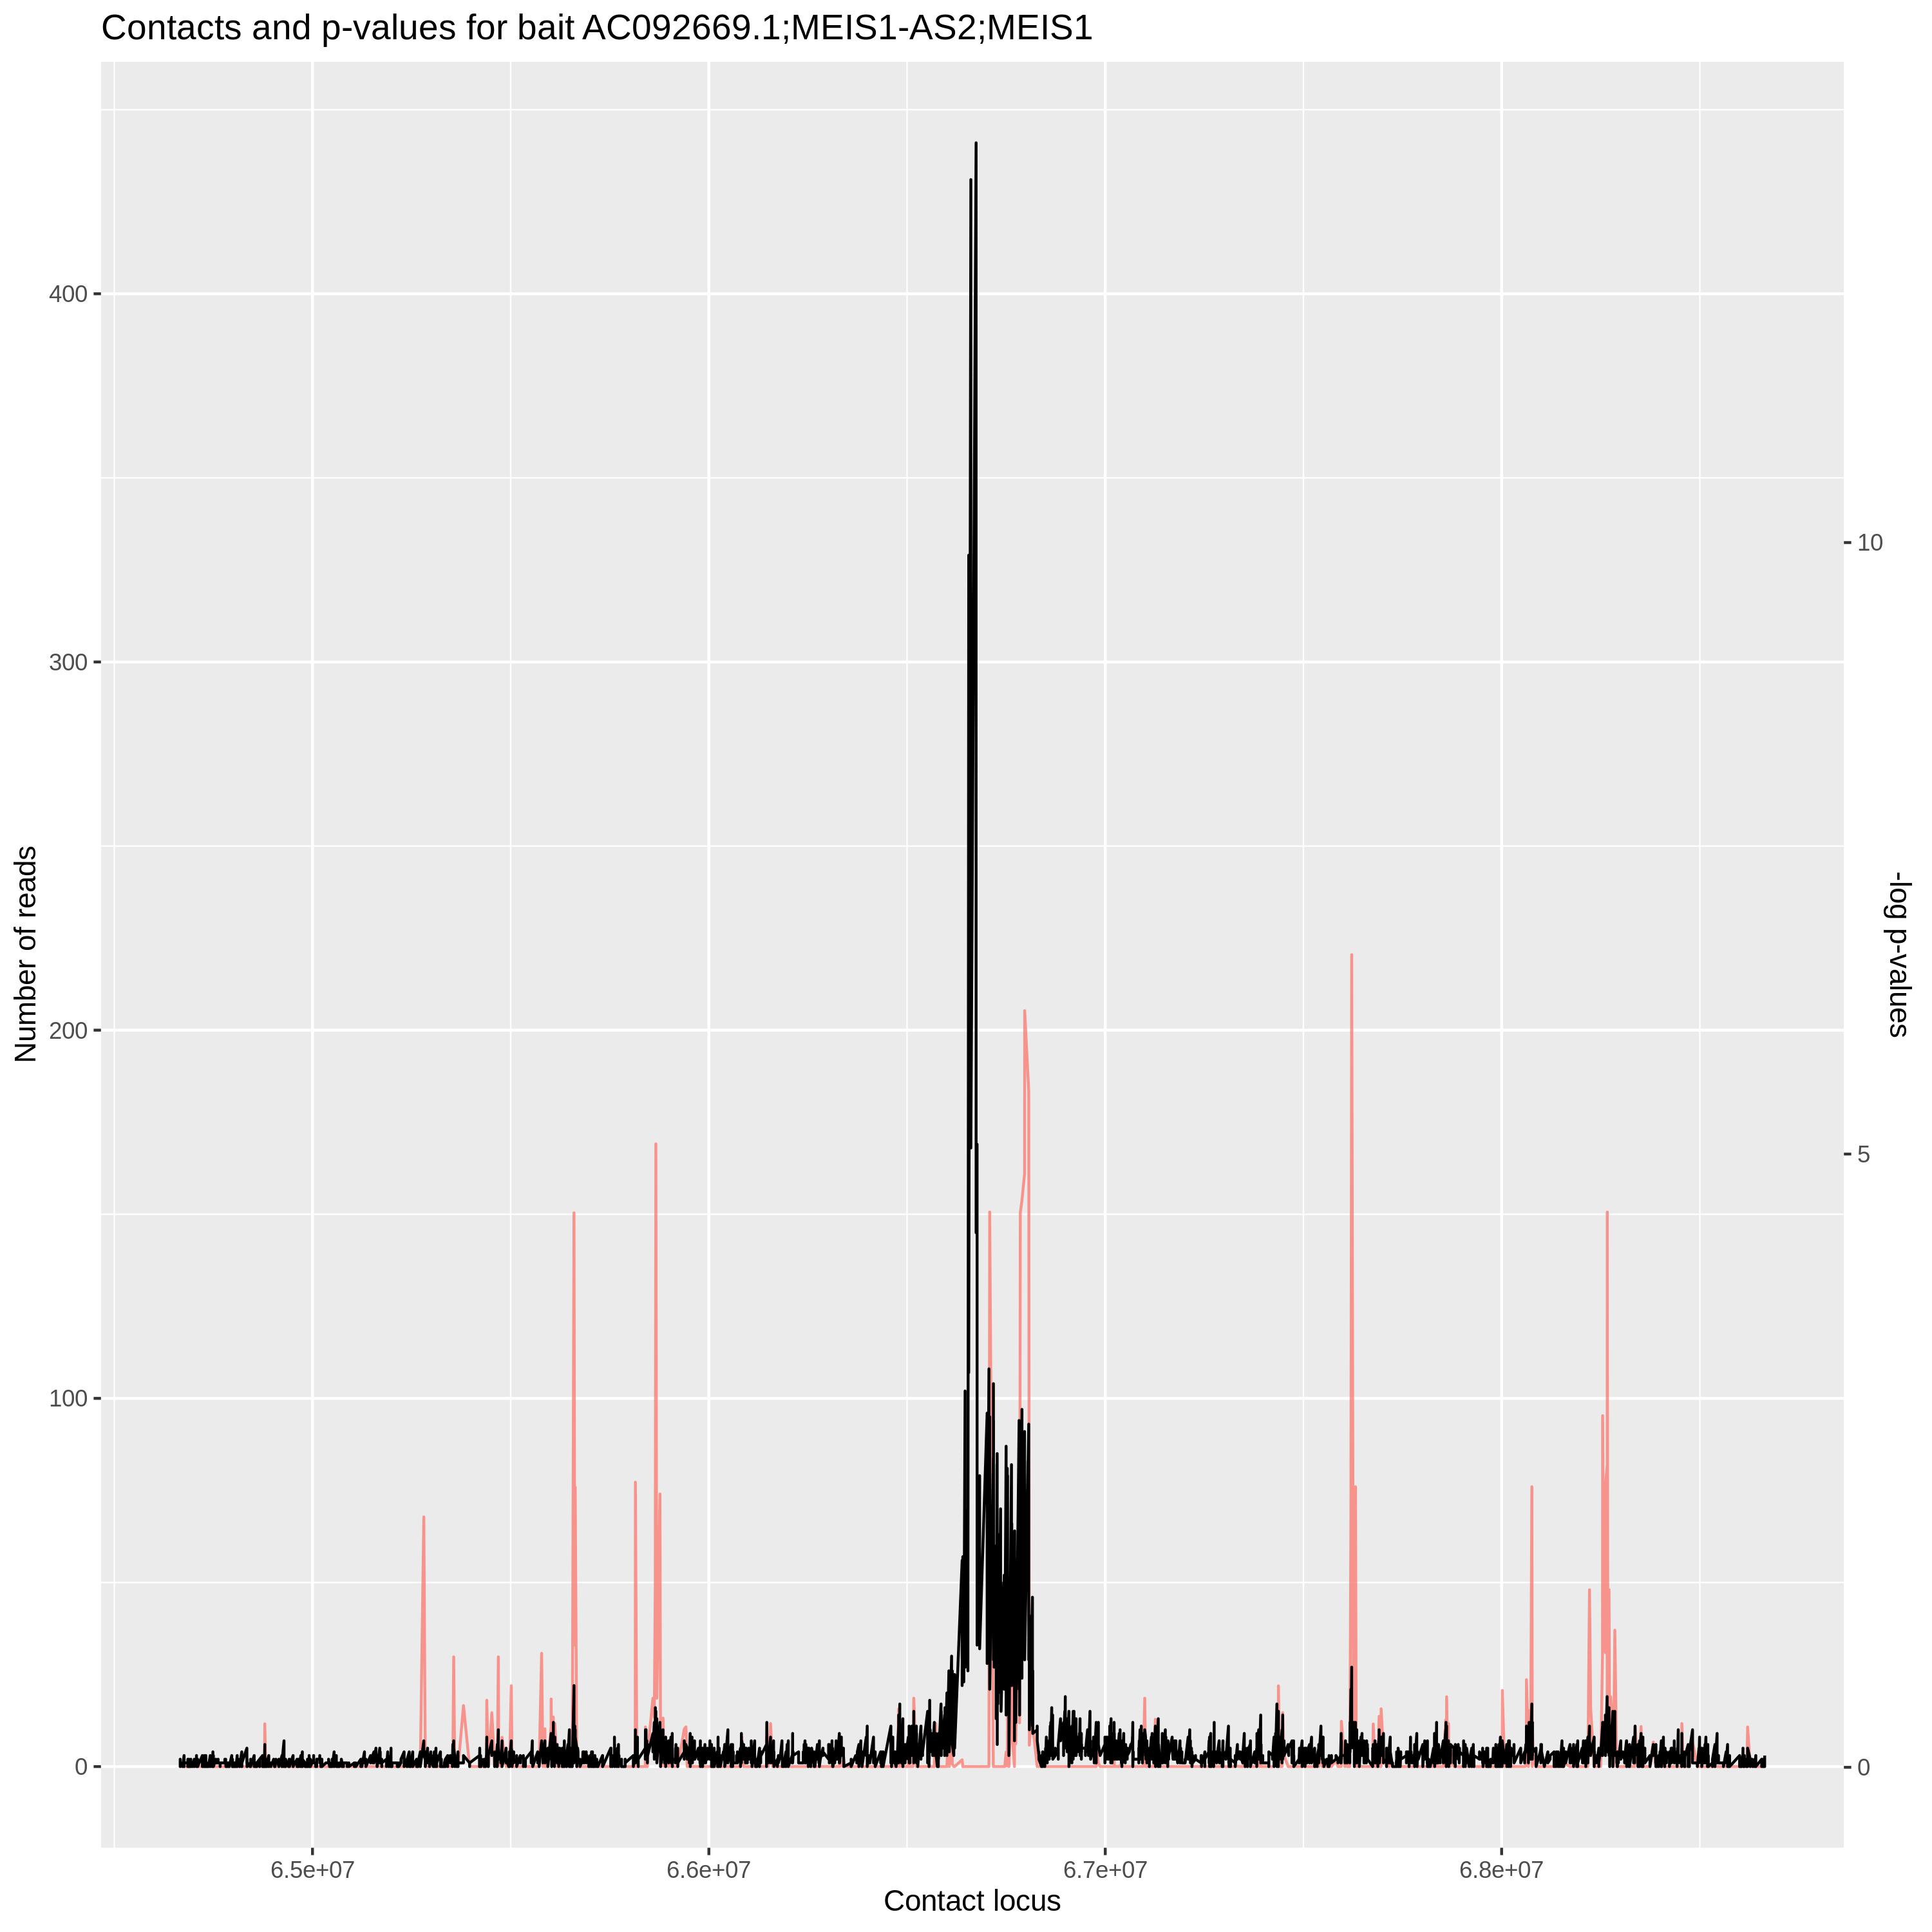 Contacts and p-values for bait AC092669.1;MEIS1-AS2;MEIS1
Number of reads
400
300
200
100
0
10
5
0
-log p-values
6.5e+07 6.6e+07 6.7e+07 6.8e+07
Contact locus